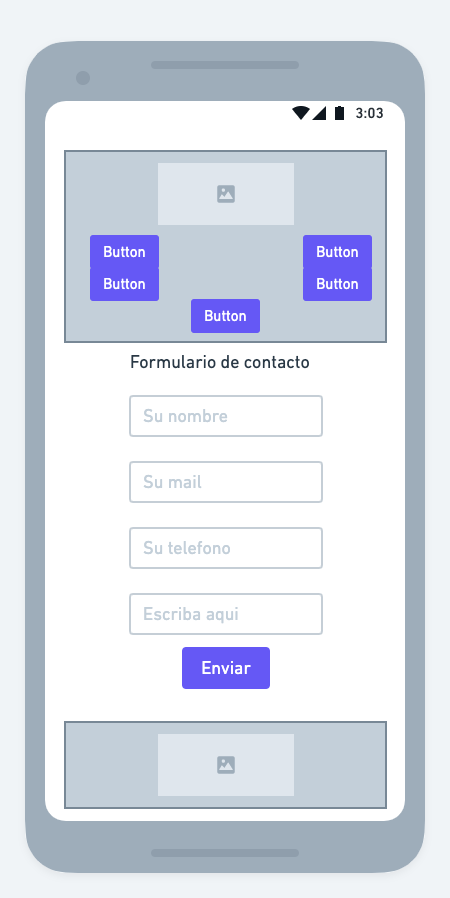 3:03
Button Button
Button Button
Button
Formulario de contacto
Su nombre
Su mail
Su telefono
Escriba aqui
Enviar